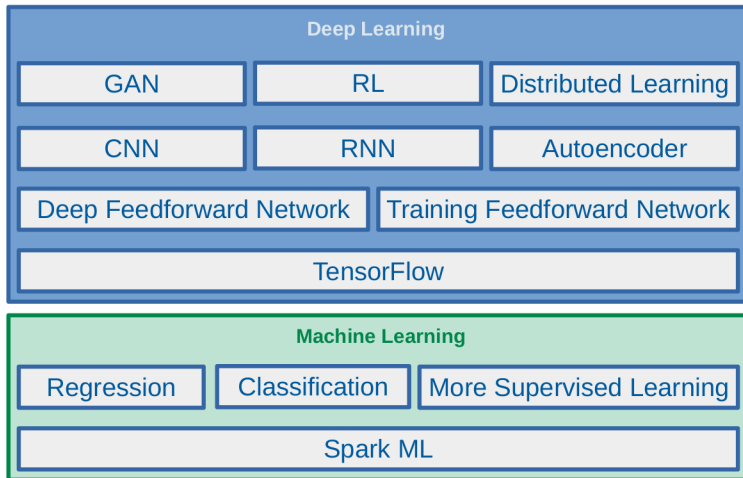 Deep Learning
GAN
RL
Distributed Learning
CNN
RNN
Autoencoder
Deep Feedforward Network
Training Feedforward Network
TensorFlow
Machine Learning
Regression
Classification
More Supervised Learning
Spark ML